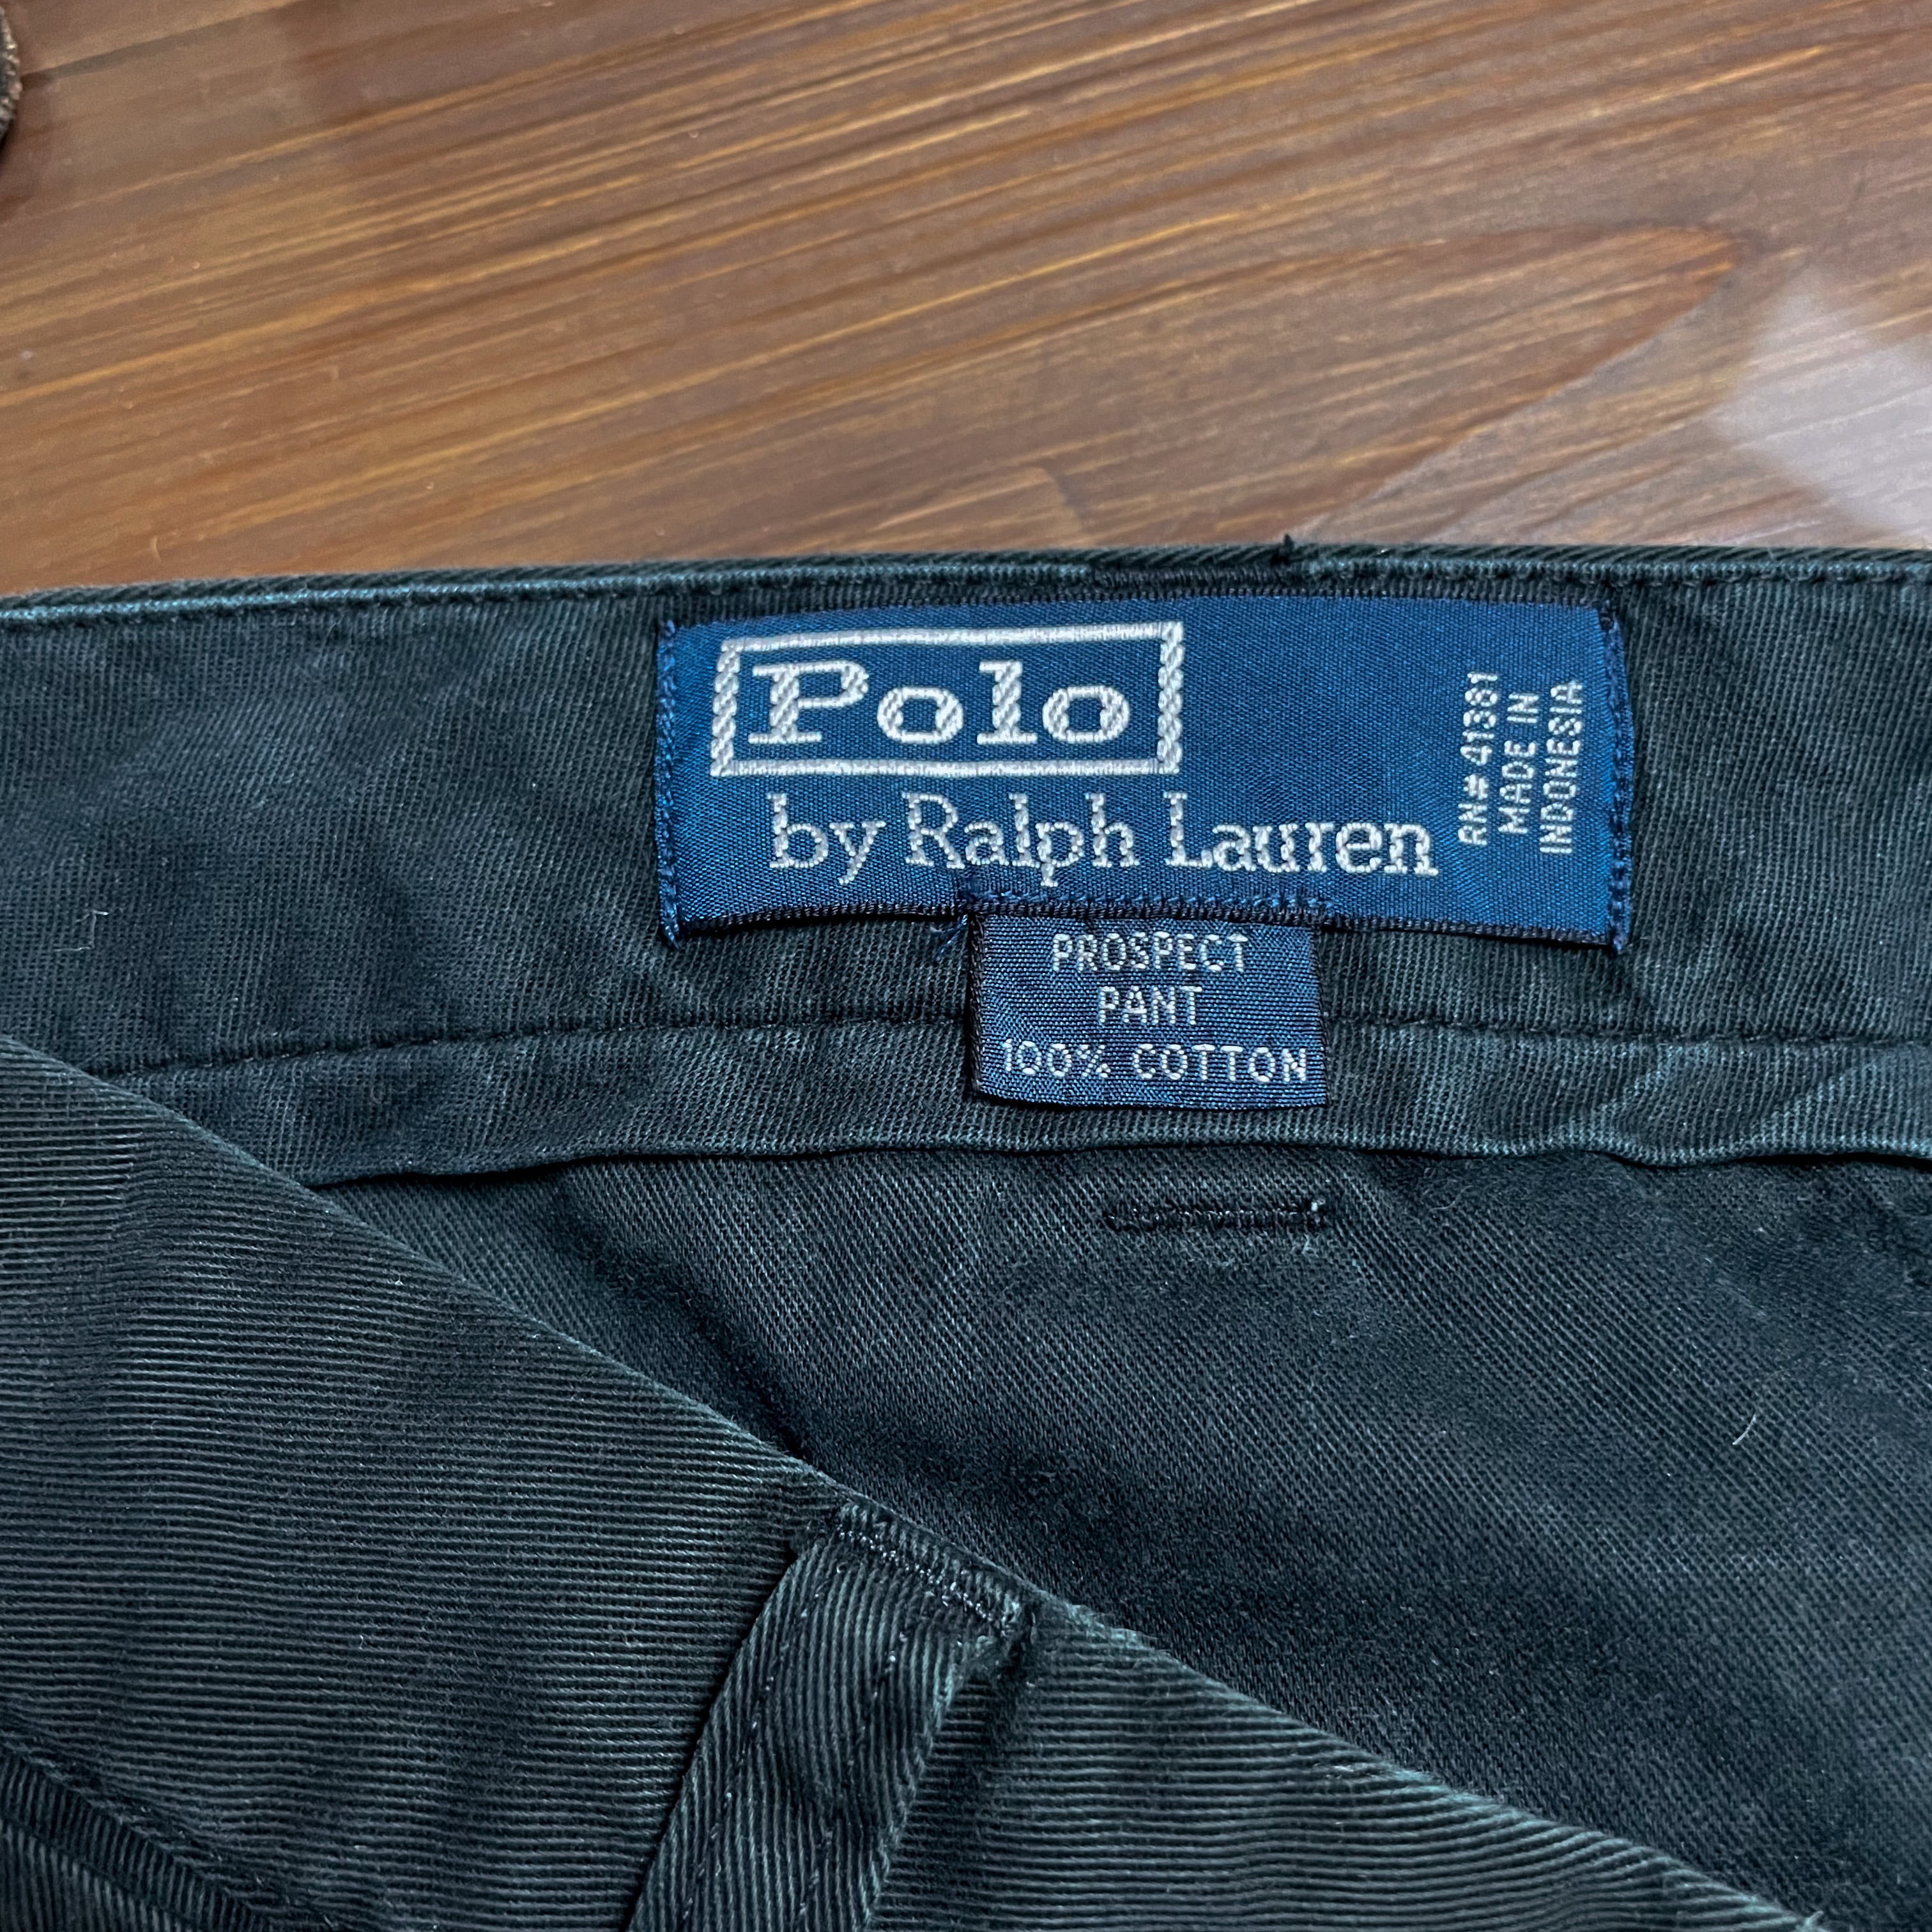 Polo
by Ralph Lauren
RN# 41381
MADE IN
INDONESIA
PROSPECT
PANT
100% COTTON